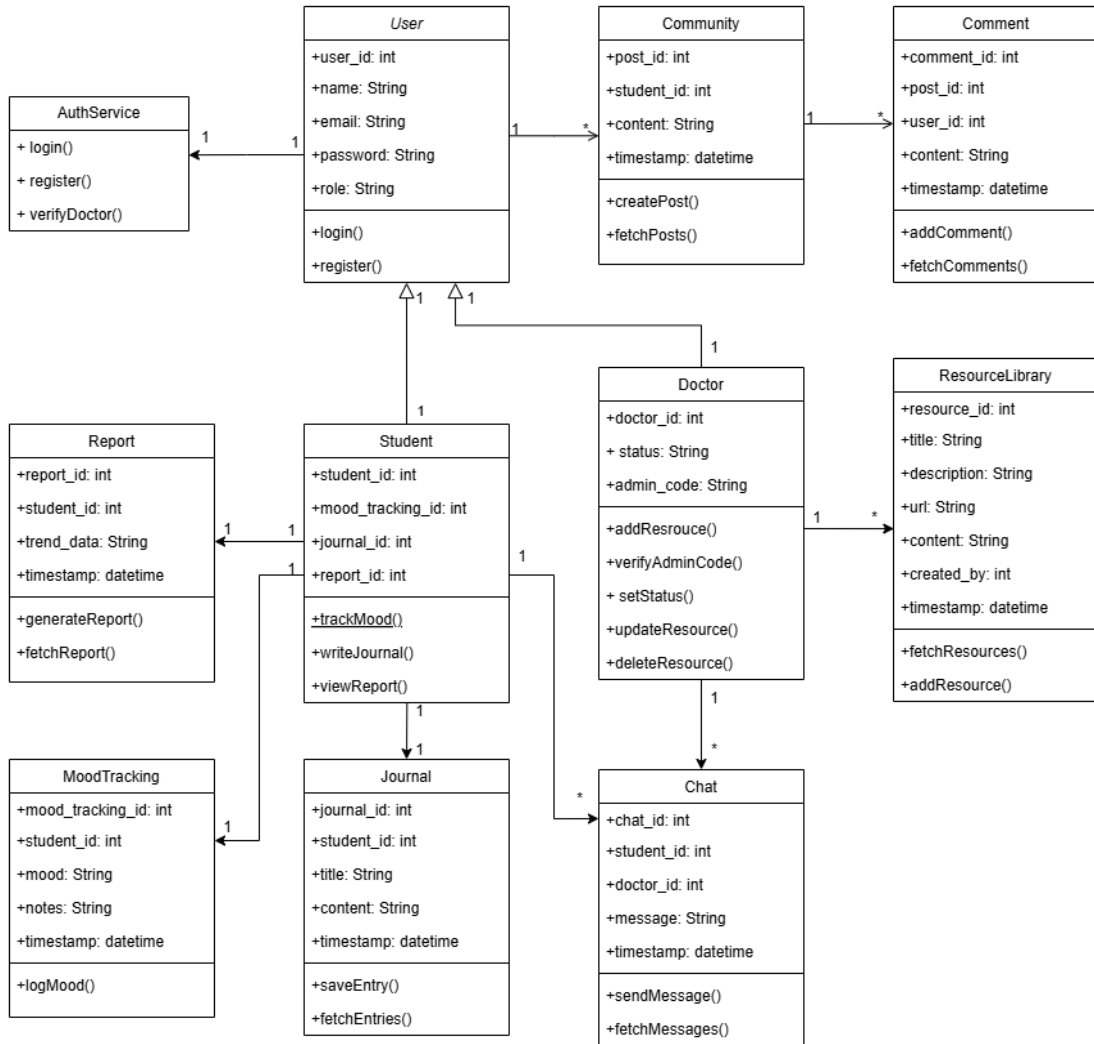 User
+user_id: int
+name: String
+email: String
+password: String
+role: String
+login()
+register()
Community
+post_id: int
+student_id: int
+content: String
+timestamp: datetime
+createPost()
+fetchPosts()
Comment
+comment_id: int
+post_id: int
+user_id: int
+content: String
+timestamp: datetime
+addComment()
+fetchComments()
AuthService
+ login()
+ register()
+ verifyDoctor()
1
1
1
*
1
*
1
1
1
1
Doctor
+doctor_id: int
+ status: String
+admin_code: String
+addResrouce()
+verifyAdminCode()
+ setStatus()
+updateResource()
+deleteResource()
ResourceLibrary
+resource_id: int
+title: String
+description: String
+url: String
+content: String
+created_by: int
+timestamp: datetime
+fetchResources()
+addResource()
1
*
Report
+report_id: int
+student_id: int
+trend_data: String
+timestamp: datetime
+generateReport()
+fetchReport()
1
1
1
Student
+student_id: int
+mood_tracking_id: int
+journal_id: int
+report_id: int
+trackMood()
+writeJournal()
+viewReport()
1
1
1
1
*
MoodTracking
+mood_tracking_id: int
+student_id: int
+mood: String
+notes: String
+timestamp: datetime
+logMood()
1
Journal
+journal_id: int
+student_id: int
+title: String
+content: String
+timestamp: datetime
+saveEntry()
+fetchEntries()
*
Chat
+chat_id: int
+student_id: int
+doctor_id: int
+message: String
+timestamp: datetime
+sendMessage()
+fetchMessages()